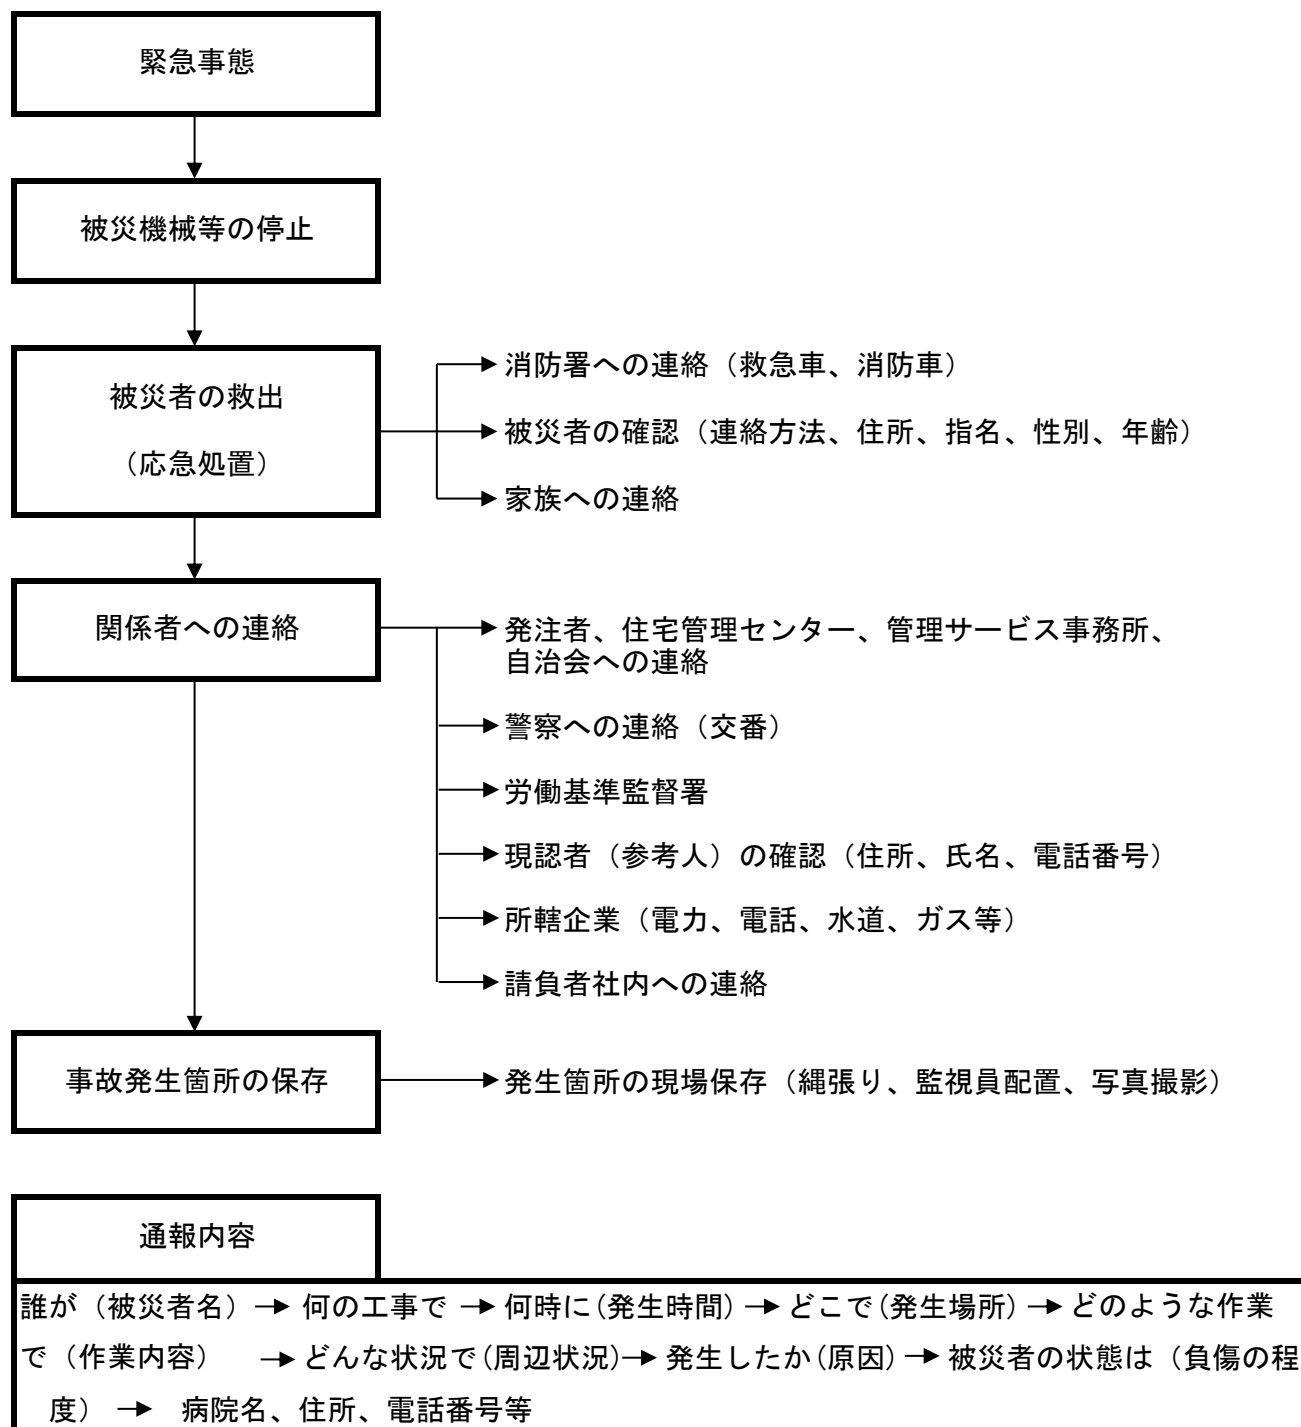 緊急事態
被災機械等の停止
被災者の救出
（応急処置）
消防署への連絡（救急車、消防車）
被災者の確認（連絡方法、住所、指名、性別、年齢）
家族への連絡
関係者への連絡
発注者、住宅管理センター、管理サービス事務所、
自治会への連絡
警察への連絡（交番）
労働基準監督署
現認者（参考人）の確認（住所、氏名、電話番号）
所轄企業（電力、電話、水道、ガス等）
請負者社内への連絡
事故発生箇所の保存
発生箇所の現場保存（縄張り、監視員配置、写真撮影）
通報内容
誰が（被災者名）→ 何の工事で → 何時に(発生時間) → どこで(発生場所) → どのような作業
で（作業内容） → どんな状況で(周辺状況)→ 発生したか(原因) → 被災者の状態は（負傷の程
度） → 病院名、住所、電話番号等